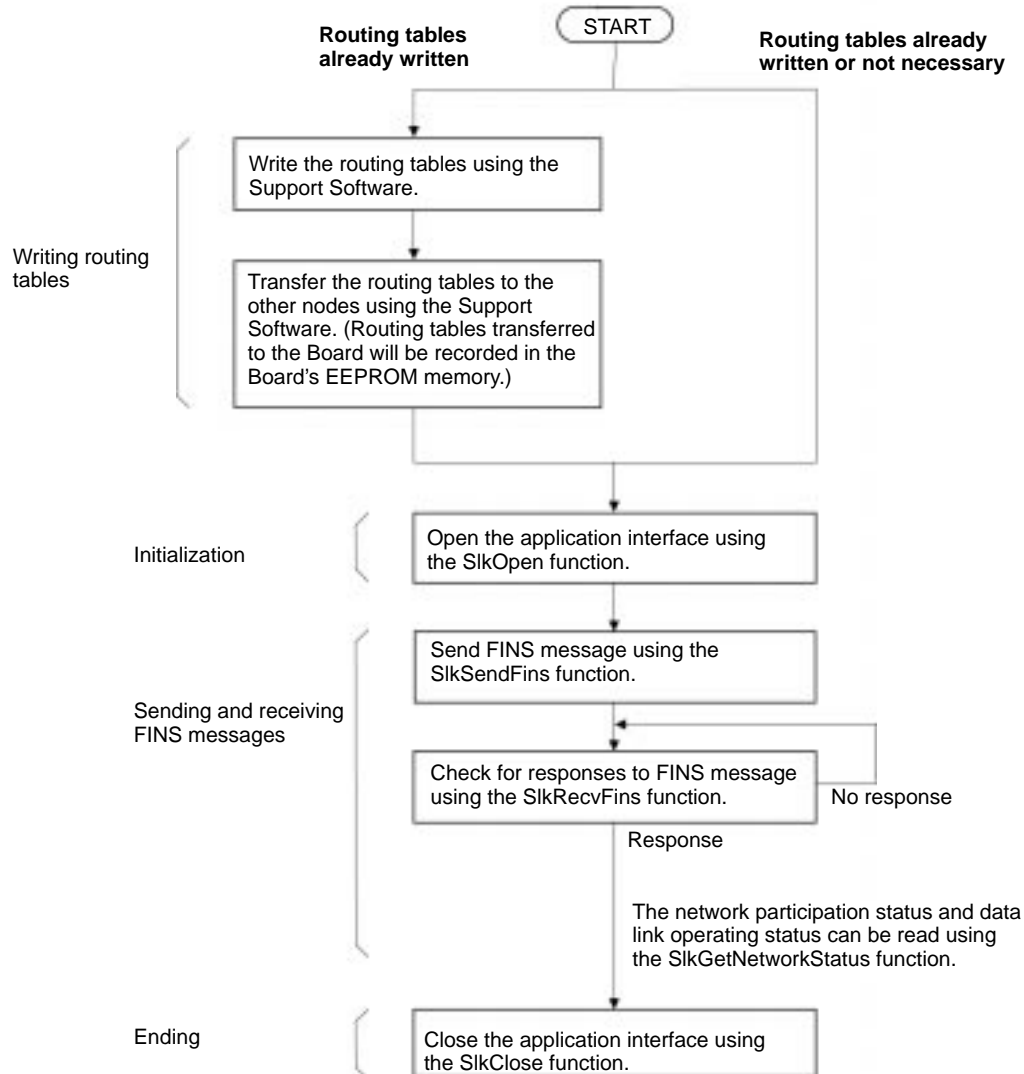 START
Routing tables
already written
Routing tables already
written or not necessary
Write the routing tables using the
Support Software.
Writing routing
tables
Transfer the routing tables to the
other nodes using the Support
Software. (Routing tables transferred
to the Board will be recorded in the
Board's EEPROM memory.)
Initialization
Open the application interface using
the SlkOpen function.
Send FINS message using the
SlkSendFins function.
Sending and receiving
FINS messages
Check for responses to FINS message
using the SlkRecvFins function.
No response
Response
The network participation status and data
link operating status can be read using
the SlkGetNetworkStatus function.
Ending
Close the application interface using
the SlkClose function.